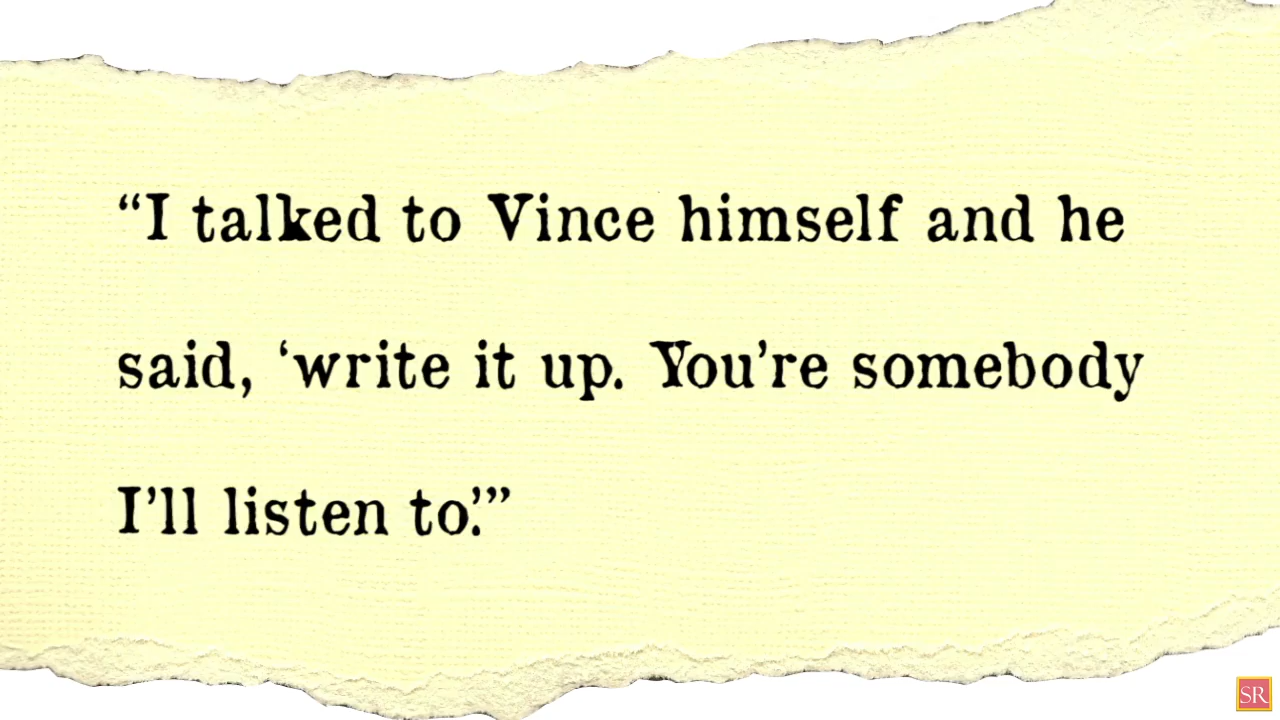 “I talked to Vince himself and he
said, ‘write it up. You’re somebody
I’ll listen to.’”
SR